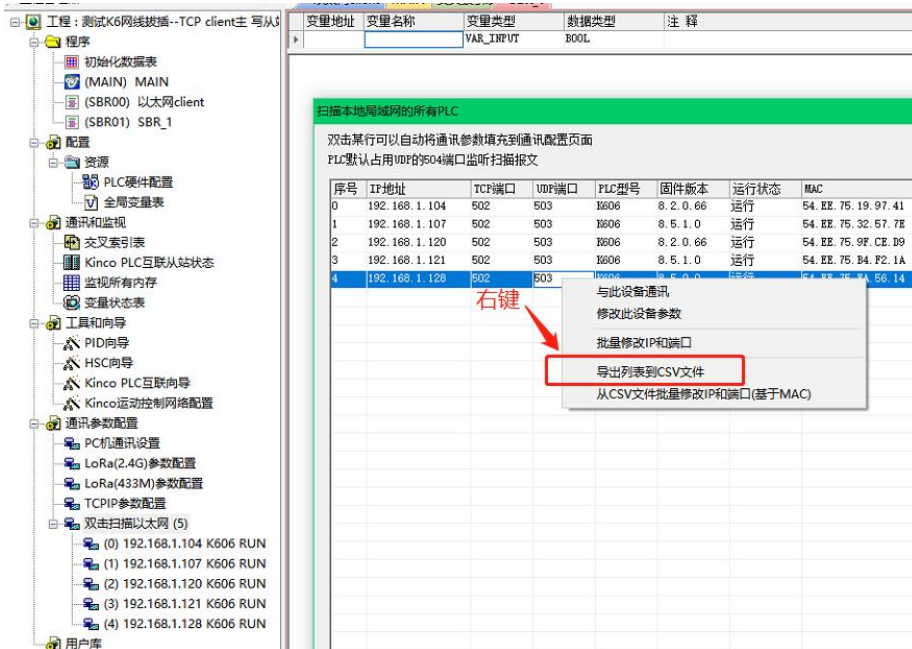 工程：测试K6网线拔插--TCP client主 写从
程序
初始化数据表
(MAIN) MAIN
(SBR00) 以太网client
(SBR01) SBR_1
配置
资源
PLC硬件配置
全局变量表
通讯和监视
交叉索引表
Kinco PLC互联从站状态
监视所有内存
变量状态表
工具和向导
PID向导
HSC向导
Kinco PLC互联向导
Kinco运动控制网络配置
通讯参数配置
PC机通讯设置
LoRa(2.4G)参数配置
LoRa(433M)参数配置
TCPIP参数配置
双击扫描以太网 (5)
(0) 192.168.1.104 K606 RUN
(1) 192.168.1.107 K606 RUN
(2) 192.168.1.120 K606 RUN
(3) 192.168.1.121 K606 RUN
(4) 192.168.1.128 K606 RUN
用户库
变量地址 变量名称 变量类型 数据类型 注 释
VAR_INPUT BOOL
扫描本地局域网的所有PLC
双击某行可以自动将通讯参数填充到通讯配置页面
PLC默认占用UDP的504端口监听扫描报文
序号 IP地址 TCP端口 UDP端口 PLC型号 固件版本 运行状态 MAC
0 192.168.1.104 502 503 K606 8.2.0.66 运行 54.EE.75.19.97.41
1 192.168.1.107 502 503 K606 8.5.1.0 运行 54.EE.75.32.57.7E
2 192.168.1.120 502 503 K606 8.2.0.66 运行 54.EE.75.9F.CE.D9
3 192.168.1.121 502 503 K606 8.5.1.0 运行 54.EE.75.B4.F2.1A
4 192.168.1.128 502 503 K606 8.5.0.0 运行 54.EE.75.EA.56.14
右键
与此设备通讯
修改此设备参数
批量修改IP和端口
导出列表到CSV文件
从CSV文件批量修改IP和端口(基于MAC)